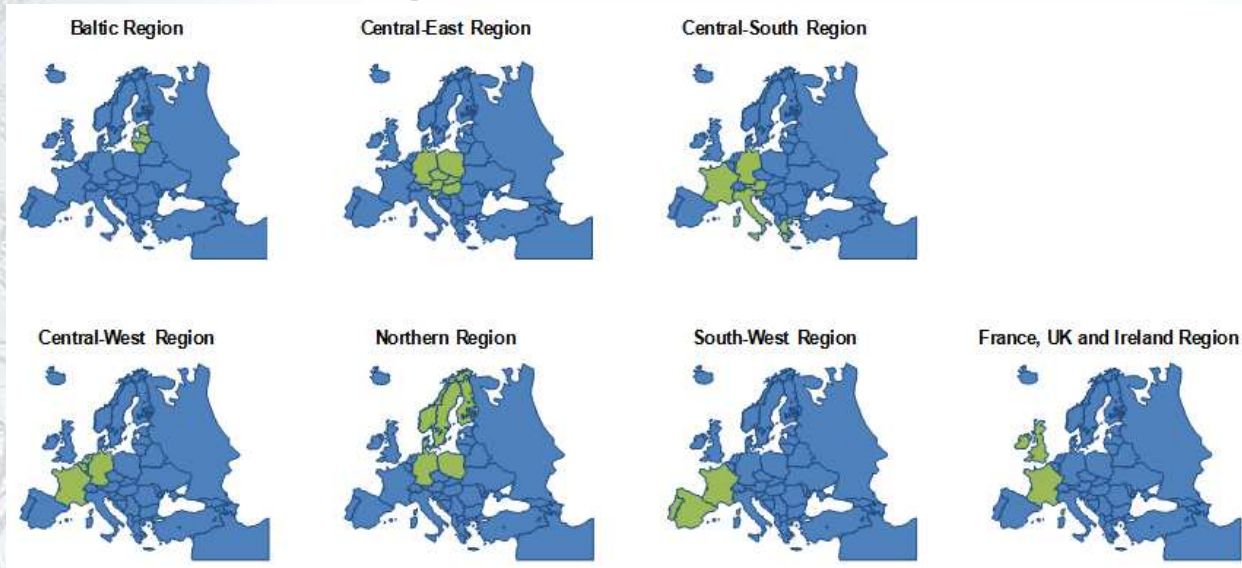 Baltic Region
Central-East Region
Central-South Region
Central-West Region
Northern Region
South-West Region
France, UK and Ireland Region